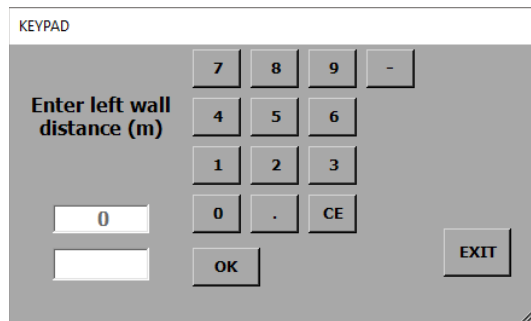 KEYPAD
7 8 9 -
Enter left wall
distance (m)
4 5 6
1 2 3
0
0 . CE
OK
EXIT